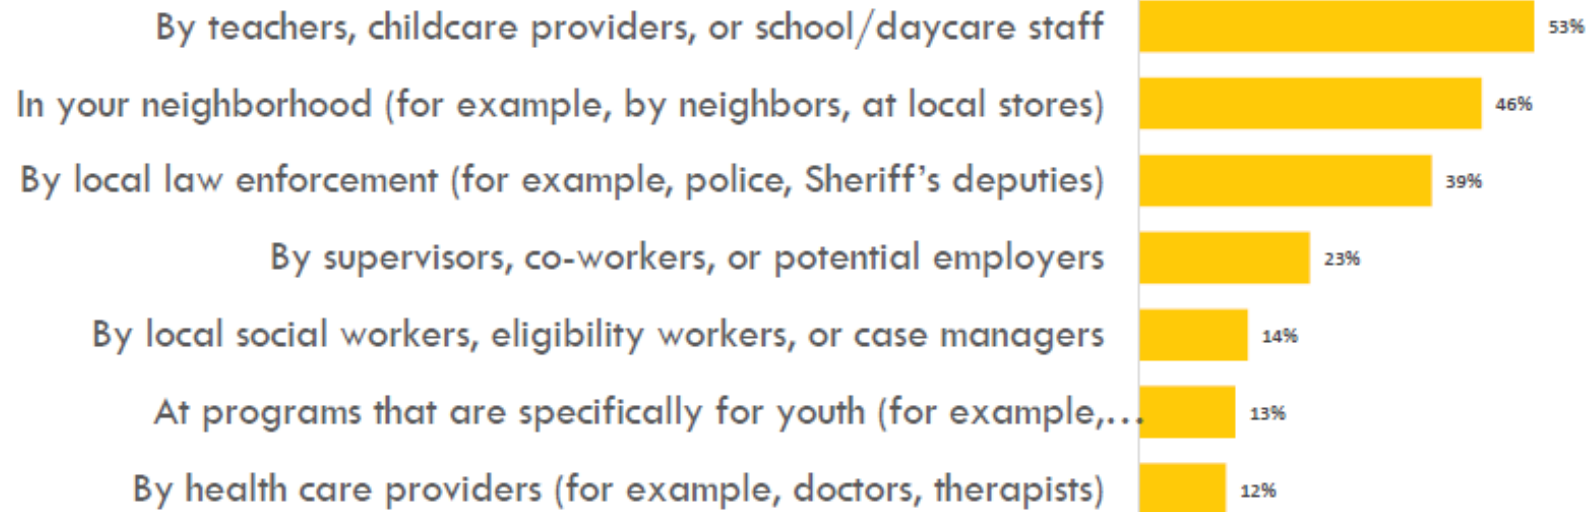 By teachers, childcare providers, or school/daycare staff 53%
In your neighborhood (for example, by neighbors, at local stores) 46%
By local law enforcement (for example, police, Sheriff’s deputies) 39%
By supervisors, co-workers, or potential employers 23%
By local social workers, eligibility workers, or case managers 14%
At programs that are specifically for youth (for example,… 13%
By health care providers (for example, doctors, therapists) 12%